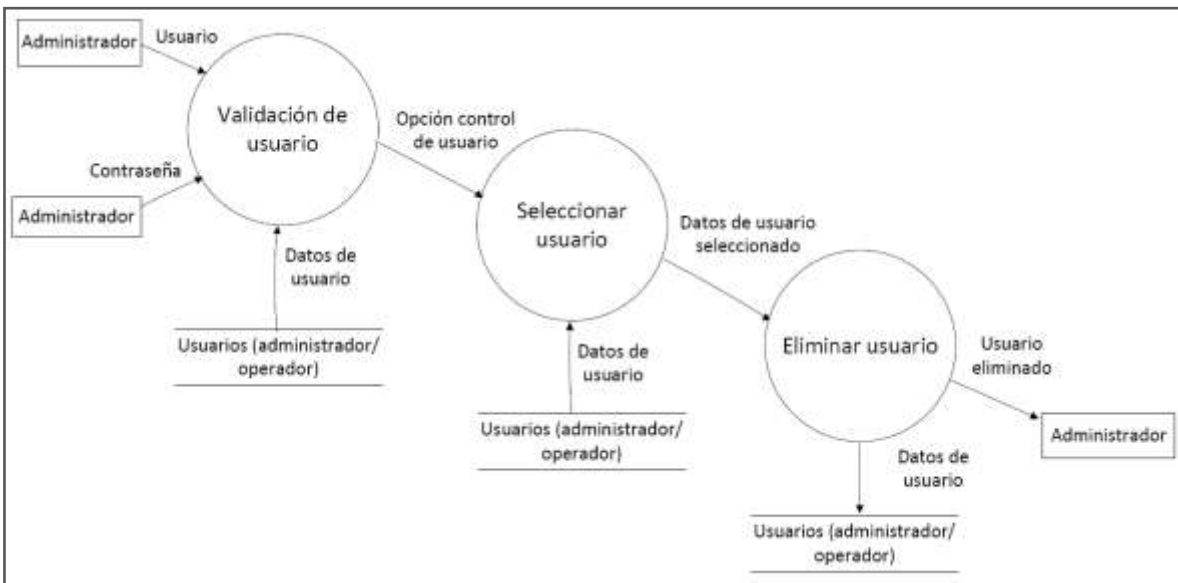 Administrador
Usuario
Validación de
usuario
Contraseña
Administrador
Datos de
usuario
Usuarios (administrador/
operador)
Opción control
de usuario
Seleccionar
usuario
Datos de
usuario
Usuarios (administrador/
operador)
Datos de usuario
seleccionado
Eliminar usuario
Usuario
eliminado
Administrador
Datos de
usuario
Usuarios (administrador/
operador)